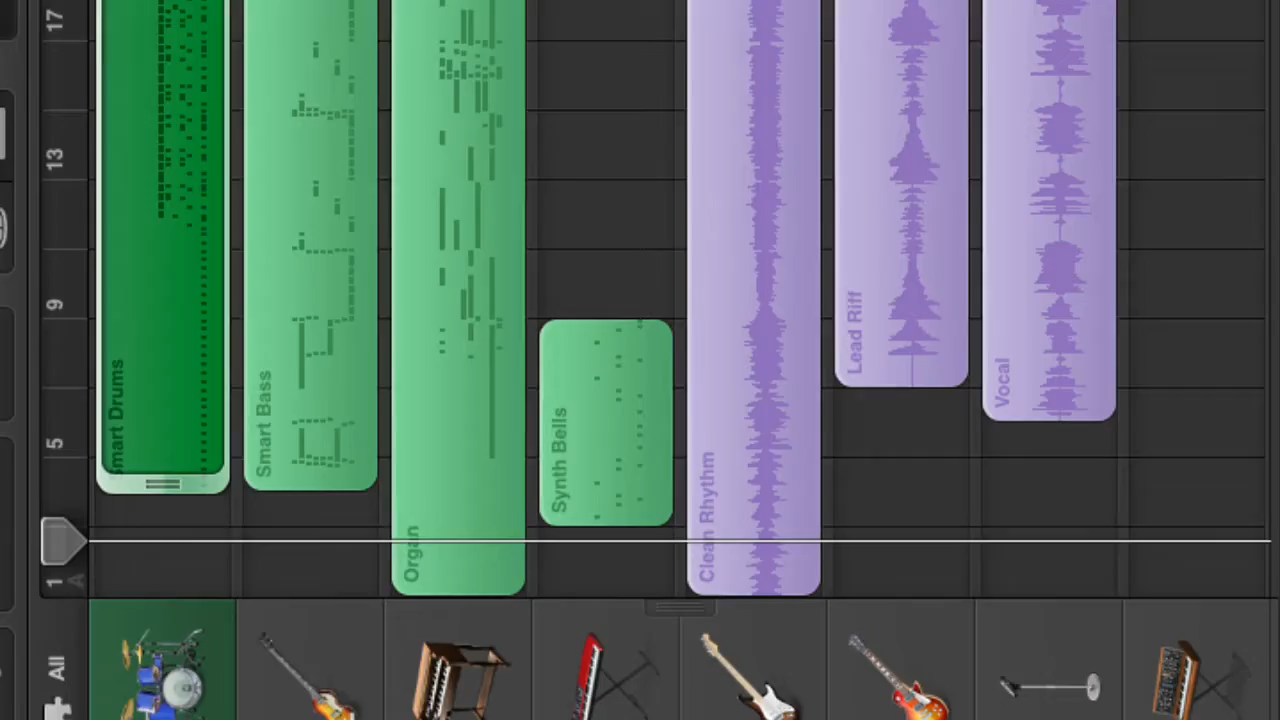 1
A
5
9
13
17
All
Smart Drums
Smart Bass
Organ
Synth Bells
Clean Rhythm
Lead Riff
Vocal